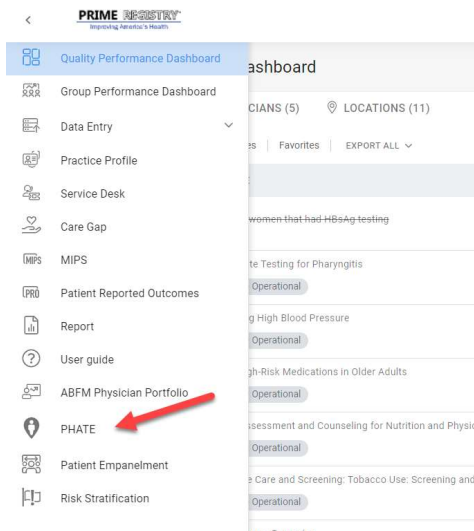 PRIME REGISTRY
Improving America's Health
Quality Performance Dashboard
Group Performance Dashboard
Data Entry
Practice Profile
Service Desk
Care Gap
MIPS MIPS
PRO Patient Reported Outcomes
Report
? User guide
ABFM Physician Portfolio
PHATE
Patient Empanelment
Risk Stratification
ashboard
CIANS (5) LOCATIONS (11)
es Favorites EXPORT ALL
women that had HBsAg testing
te Testing for Pharyngitis
Operational
g High Blood Pressure
Operational
gh-Risk Medications in Older Adults
Operational
ssessment and Counseling for Nutrition and Physic
Operational
e Care and Screening: Tobacco Use: Screening and
Operational